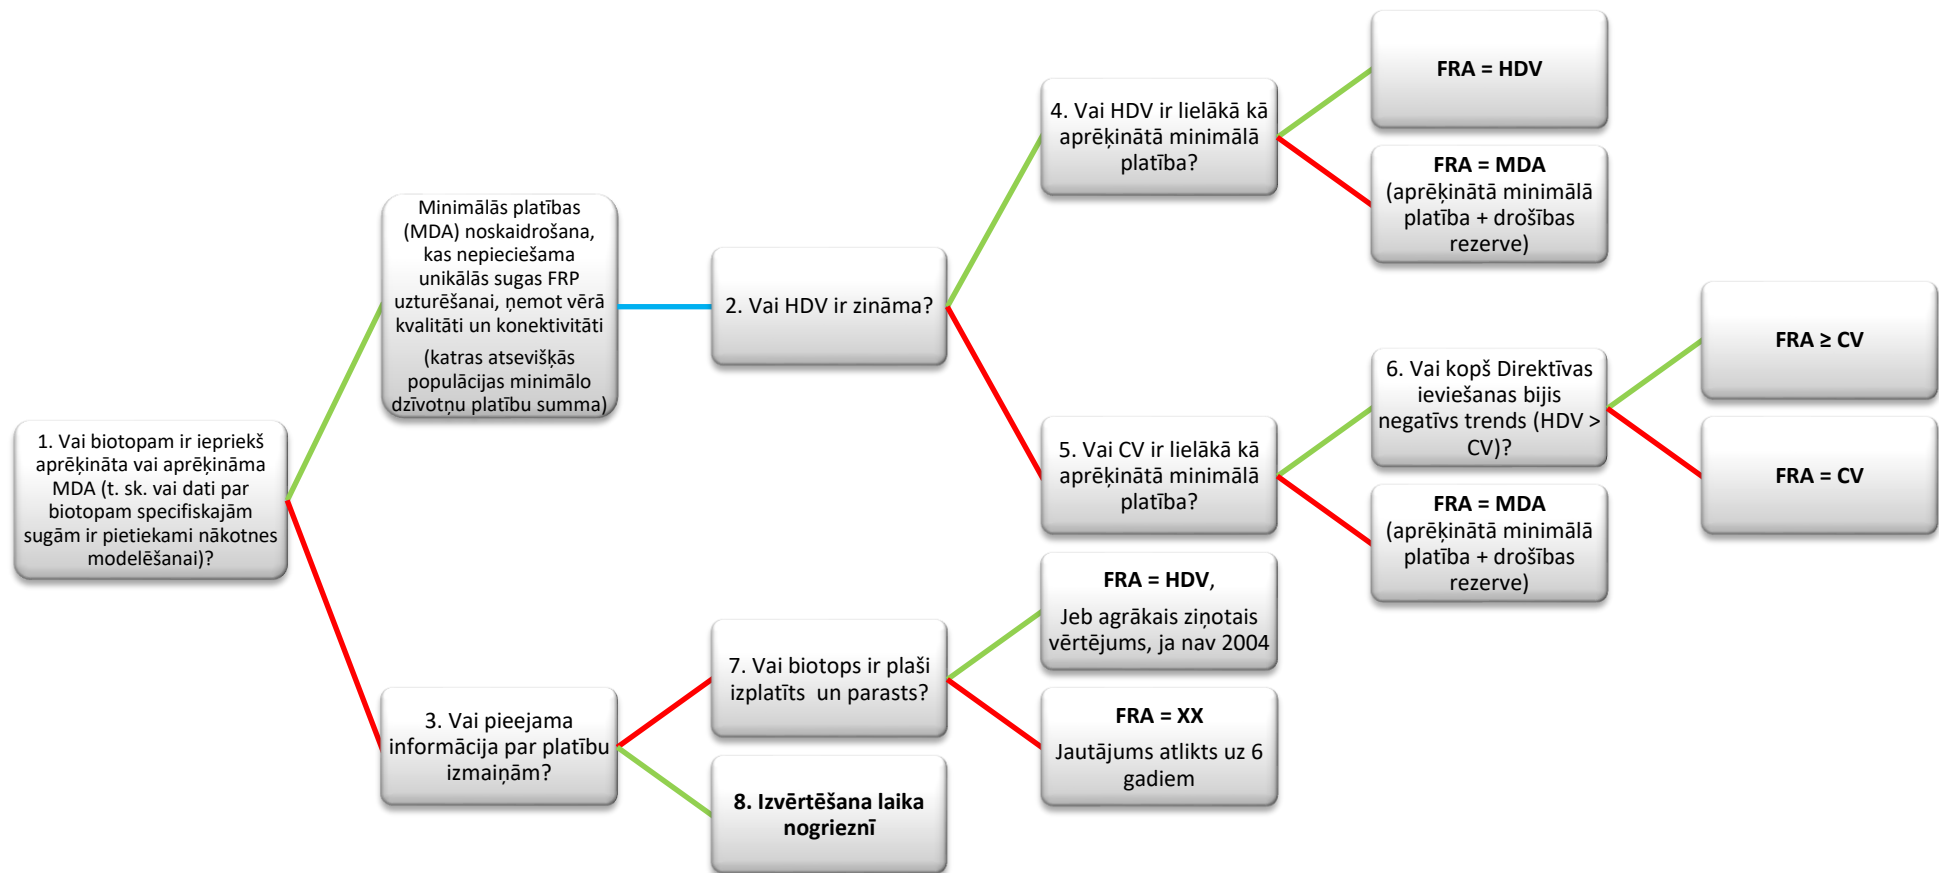 1. Vai biotopam ir iepriekš
aprēķināta vai aprēķināma
MDA (t. sk. vai dati par
biotopam specifiskajām
sugām ir pietiekami nākotnes
modelēšanai)?
Minimālās platības
(MDA) noskaidrošana,
kas nepieciešama
unikālās sugas FRP
uzturēšanai, ņemot vērā
kvalitāti un konektivitāti
(katras atsevišķās
populācijas minimālo
dzīvotņu platību summa)
2. Vai HDV ir zināma?
4. Vai HDV ir lielākā kā
aprēķinātā minimālā
platība?
FRA = HDV
FRA = MDA
(aprēķinātā minimālā
platība + drošības
rezerve)
5. Vai CV ir lielākā kā
aprēķinātā minimālā
platība?
6. Vai kopš Direktīvas
ieviešanas bijis
negatīvs trends (HDV >
CV)?
FRA ≥ CV
FRA = CV
FRA = MDA
(aprēķinātā minimālā
platība + drošības
rezerve)
3. Vai pieejama
informācija par platību
izmaiņām?
7. Vai biotops ir plaši
izplatīts un parasts?
FRA = HDV,
Jeb agrākais ziņotais
vērtējums, ja nav 2004
FRA = XX
Jautājums atlikts uz 6
gadiem
8. Izvērtēšana laika
nogrieznī